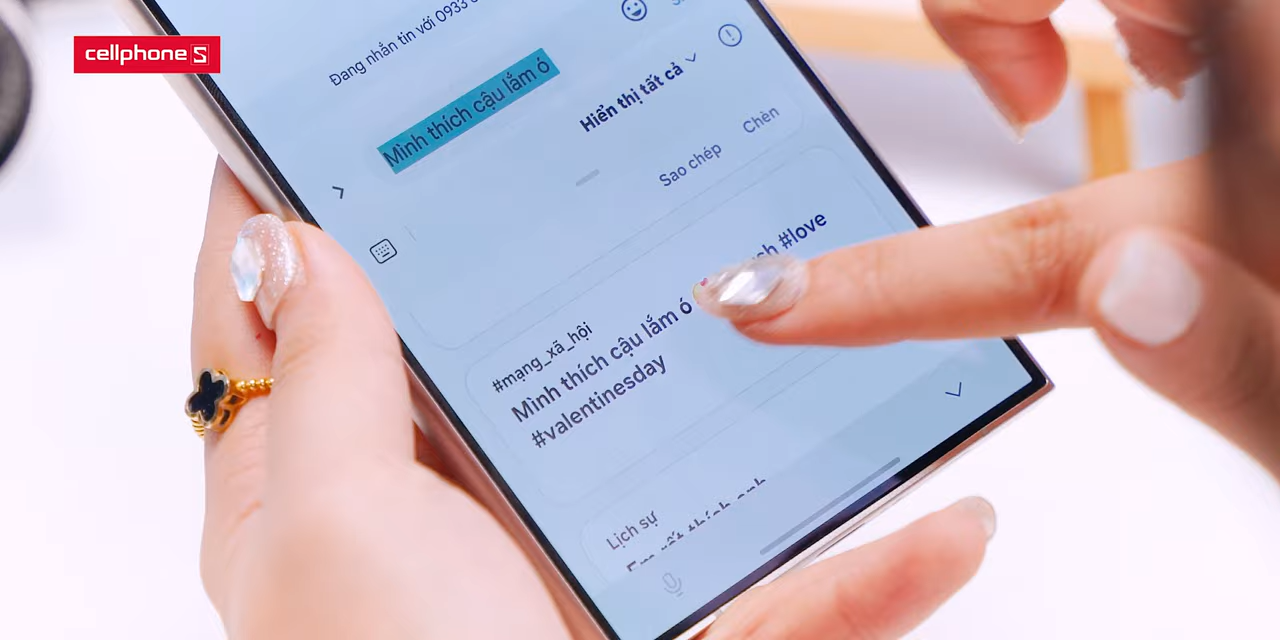 cellphoneS
Đang nhắn tin với 0933
Mình thích cậu lắm ó
Hiển thị tất cả
Sao chép Chèn
#mạng_xã_hội
Mình thích cậu lắm ó #love
#valentinesday
Lịch sự